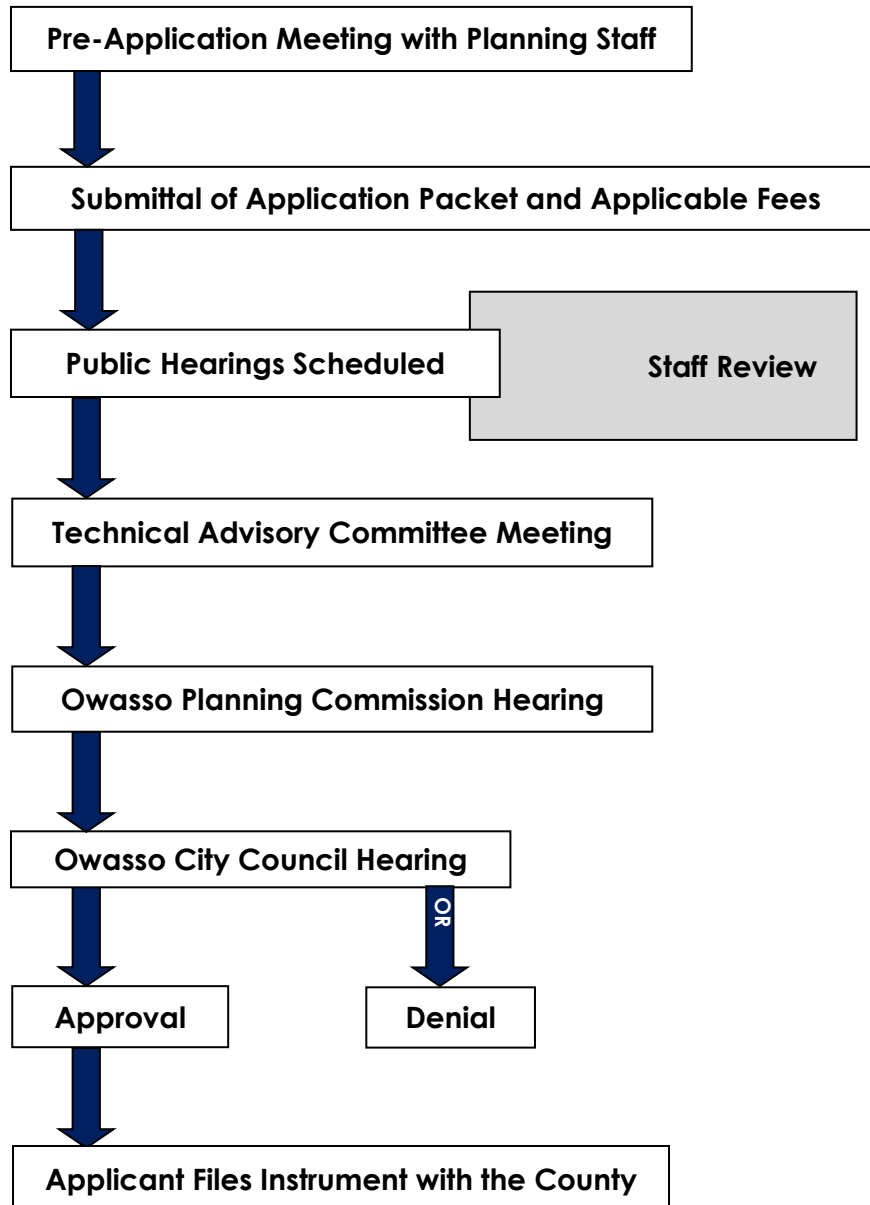 Pre-Application Meeting with Planning Staff
Submittal of Application Packet and Applicable Fees
Public Hearings Scheduled
Staff Review
Technical Advisory Committee Meeting
Owasso Planning Commission Hearing
Owasso City Council Hearing
OR
Approval
Denial
Applicant Files Instrument with the County